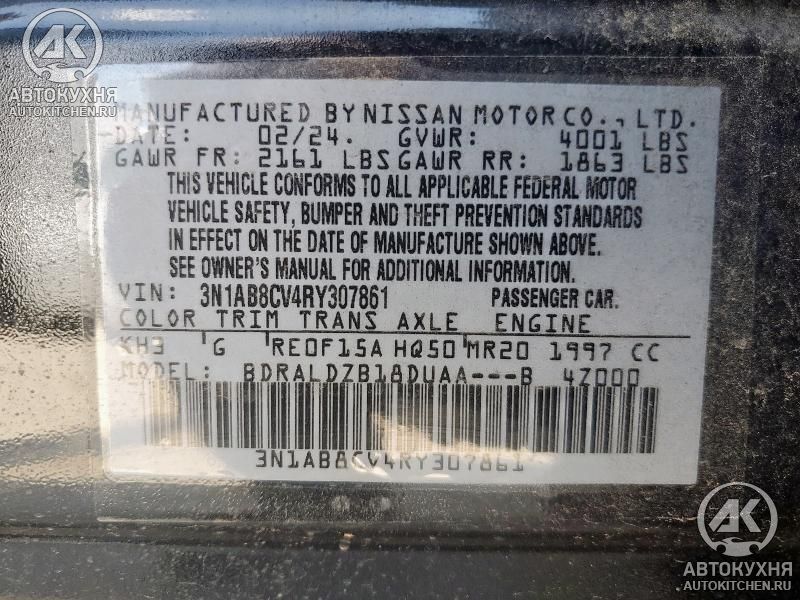 АК
АВТОКУХНЯ
AUTOKITCHEN.RU
MANUFACTURED BY NISSAN MOTOR CO., LTD.
DATE: 02/24. GVWR: 4001 LBS
GAWR FR: 2161 LBS GAWR RR: 1863 LBS
THIS VEHICLE CONFORMS TO ALL APPLICABLE FEDERAL MOTOR
VEHICLE SAFETY, BUMPER AND THEFT PREVENTION STANDARDS
IN EFFECT ON THE DATE OF MANUFACTURE SHOWN ABOVE.
SEE OWNER'S MANUAL FOR ADDITIONAL INFORMATION.
VIN: 3N1AB8CV4RY307861 PASSENGER CAR.
COLOR TRIM TRANS AXLE ENGINE
KH3 'G 'RE0F15A HQ50'MR20 1997 CC
MODEL: BDRALDZB18DUAA---B 4Z000
3N1AB8CV4RY307861
АК
АВТОКУХНЯ
AUTOKITCHEN.RU